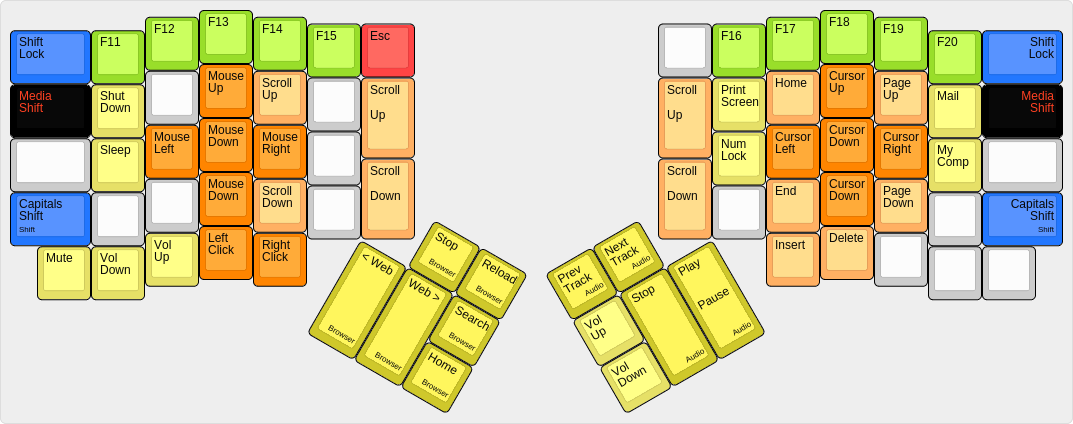 Shift
Lock
F11
F12
F13
F14
F15
Esc
F16
F17
F18
F19
F20
Shift
Lock
Media
Shift
Shut
Down
Mouse
Up
Scroll
Up
Scroll
Up
Scroll
Up
Print
Screen
Home
Cursor
Up
Page
Up
Mail
Media
Shift
Sleep
Mouse
Left
Mouse
Down
Mouse
Right
Num
Lock
Cursor
Left
Cursor
Down
Cursor
Right
My
Comp
Capitals
Shift
Shift
Mouse
Down
Scroll
Down
Scroll
Down
Scroll
Down
End
Cursor
Down
Page
Down
Capitals
Shift
Shift
Mute
Vol
Down
Vol
Up
Left
Click
Right
Click
Insert
Delete
< Web
Browser
Stop
Browser
Reload
Browser
Web >
Browser
Search
Browser
Home
Browser
Prev
Track
Audio
Next
Track
Audio
Play
Pause
Audio
Stop
Audio
Vol
Up
Vol
Down